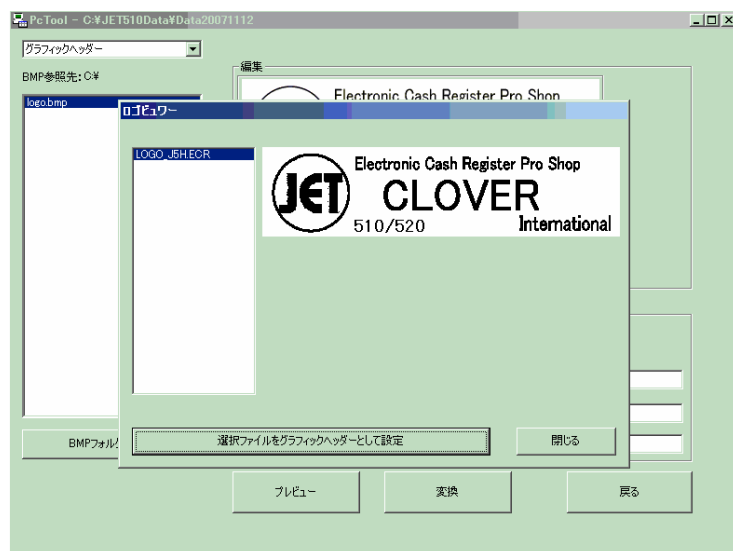 PcTool - C:¥JET510Data¥Data20071112
グラフィックヘッダー
BMP参照先: C:¥
logo.bmp
編集
Electronic Cash Register Pro Shop
ロゴビュワー
LOGO_J5H.ECR
JET
Electronic Cash Register Pro Shop
CLOVER
510/520
International
選択ファイルをグラフィックヘッダーとして設定
閉じる
BMPフォル
プレビュー
変換
戻る